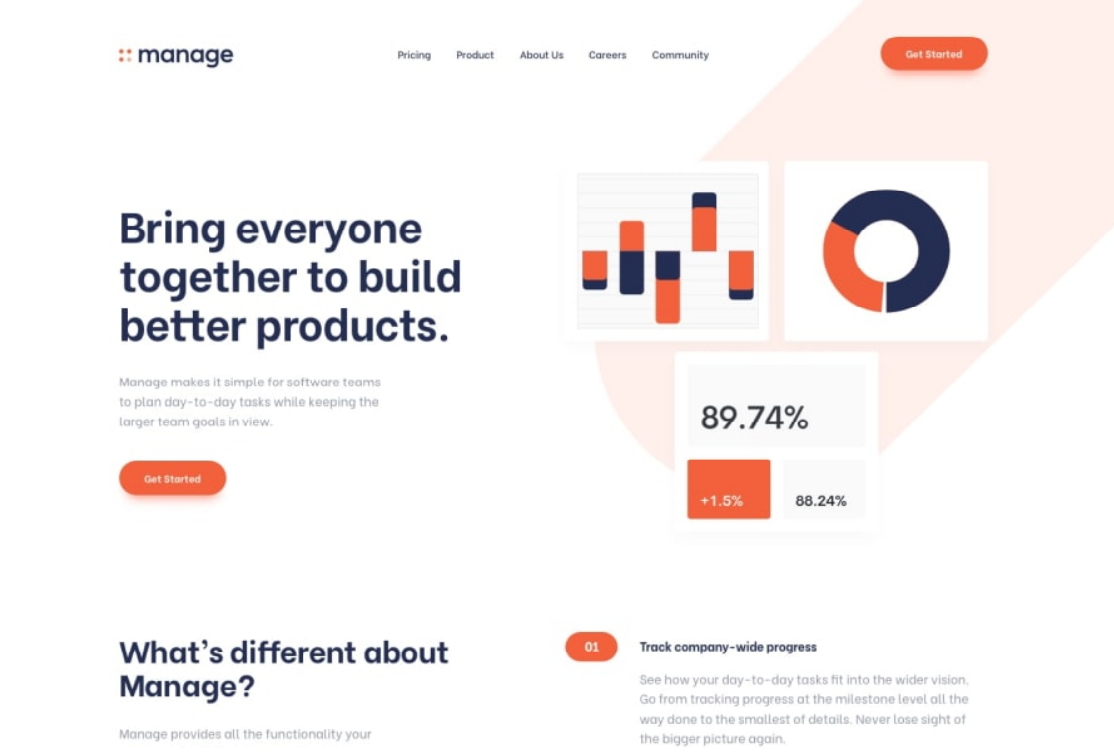 manage
Pricing Product About Us Careers Community
Get Started
Bring everyone
together to build
better products.
Manage makes it simple for software teams
to plan day-to-day tasks while keeping the
larger team goals in view.
Get Started
89.74%
+1.5% 88.24%
What's different about
Manage?
Manage provides all the functionality your
01
Track company-wide progress
See how your day-to-day tasks fit into the wider vision.
Go from tracking progress at the milestone level all the
way done to the smallest of details. Never lose sight of
the bigger picture again.